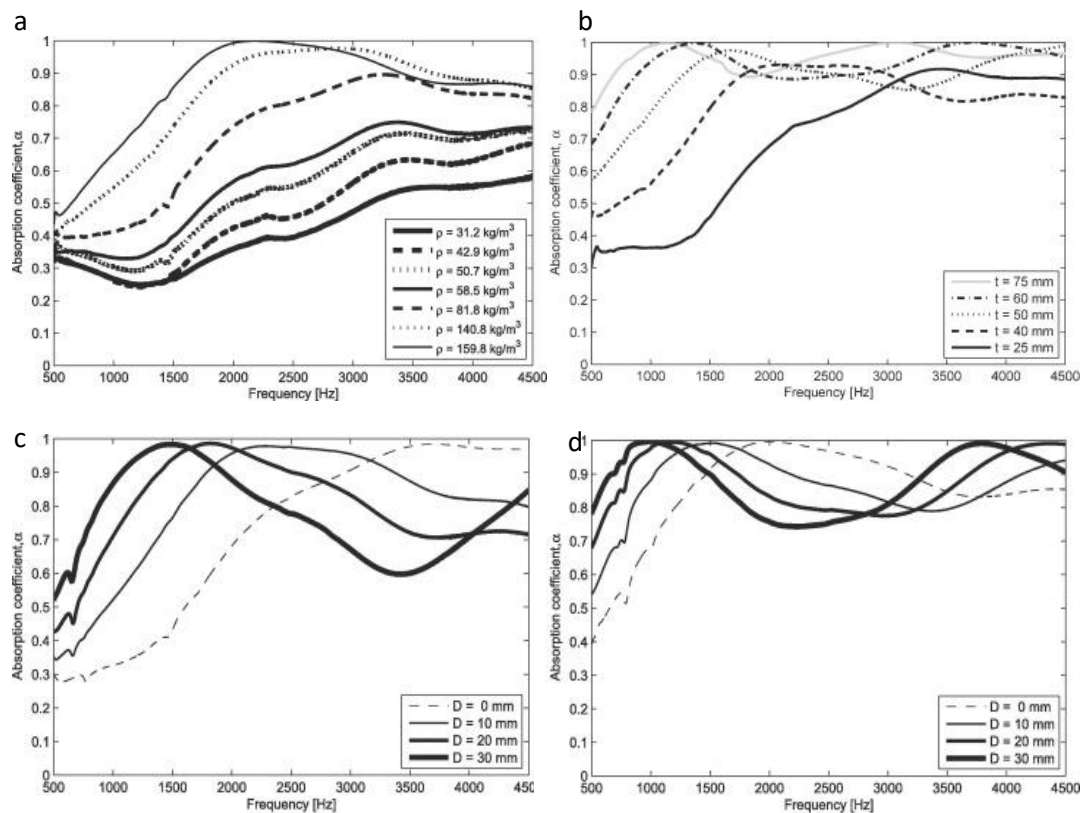 a
1
0.9
0.8
0.7
0.6
0.5
0.4
0.3
0.2
0.1
0
Absorption coefficient, α
500 1000 1500 2000 2500 3000 3500 4000 4500
Frequency [Hz]
ρ = 31.2 kg/m³
ρ = 42.9 kg/m³
ρ = 50.7 kg/m³
ρ = 58.5 kg/m³
ρ = 81.8 kg/m³
ρ = 140.8 kg/m³
ρ = 159.8 kg/m³
b
1
0.9
0.8
0.7
0.6
0.5
0.4
0.3
0.2
0.1
0
Absorption coefficient, α
500 1000 1500 2000 2500 3000 3500 4000 4500
Frequency [Hz]
t = 75 mm
t = 60 mm
t = 50 mm
t = 40 mm
t = 25 mm
c
1
0.9
0.8
0.7
0.6
0.5
0.4
0.3
0.2
0.1
0
Absorption coefficient,α
500 1000 1500 2000 2500 3000 3500 4000 4500
Frequency [Hz]
D = 0 mm
D = 10 mm
D = 20 mm
D = 30 mm
d
1
0.9
0.8
0.7
0.6
0.5
0.4
0.3
0.2
0.1
0
Absorption coefficient,α
500 1000 1500 2000 2500 3000 3500 4000 4500
Frequency [Hz]
D = 0 mm
D = 10 mm
D = 20 mm
D = 30 mm